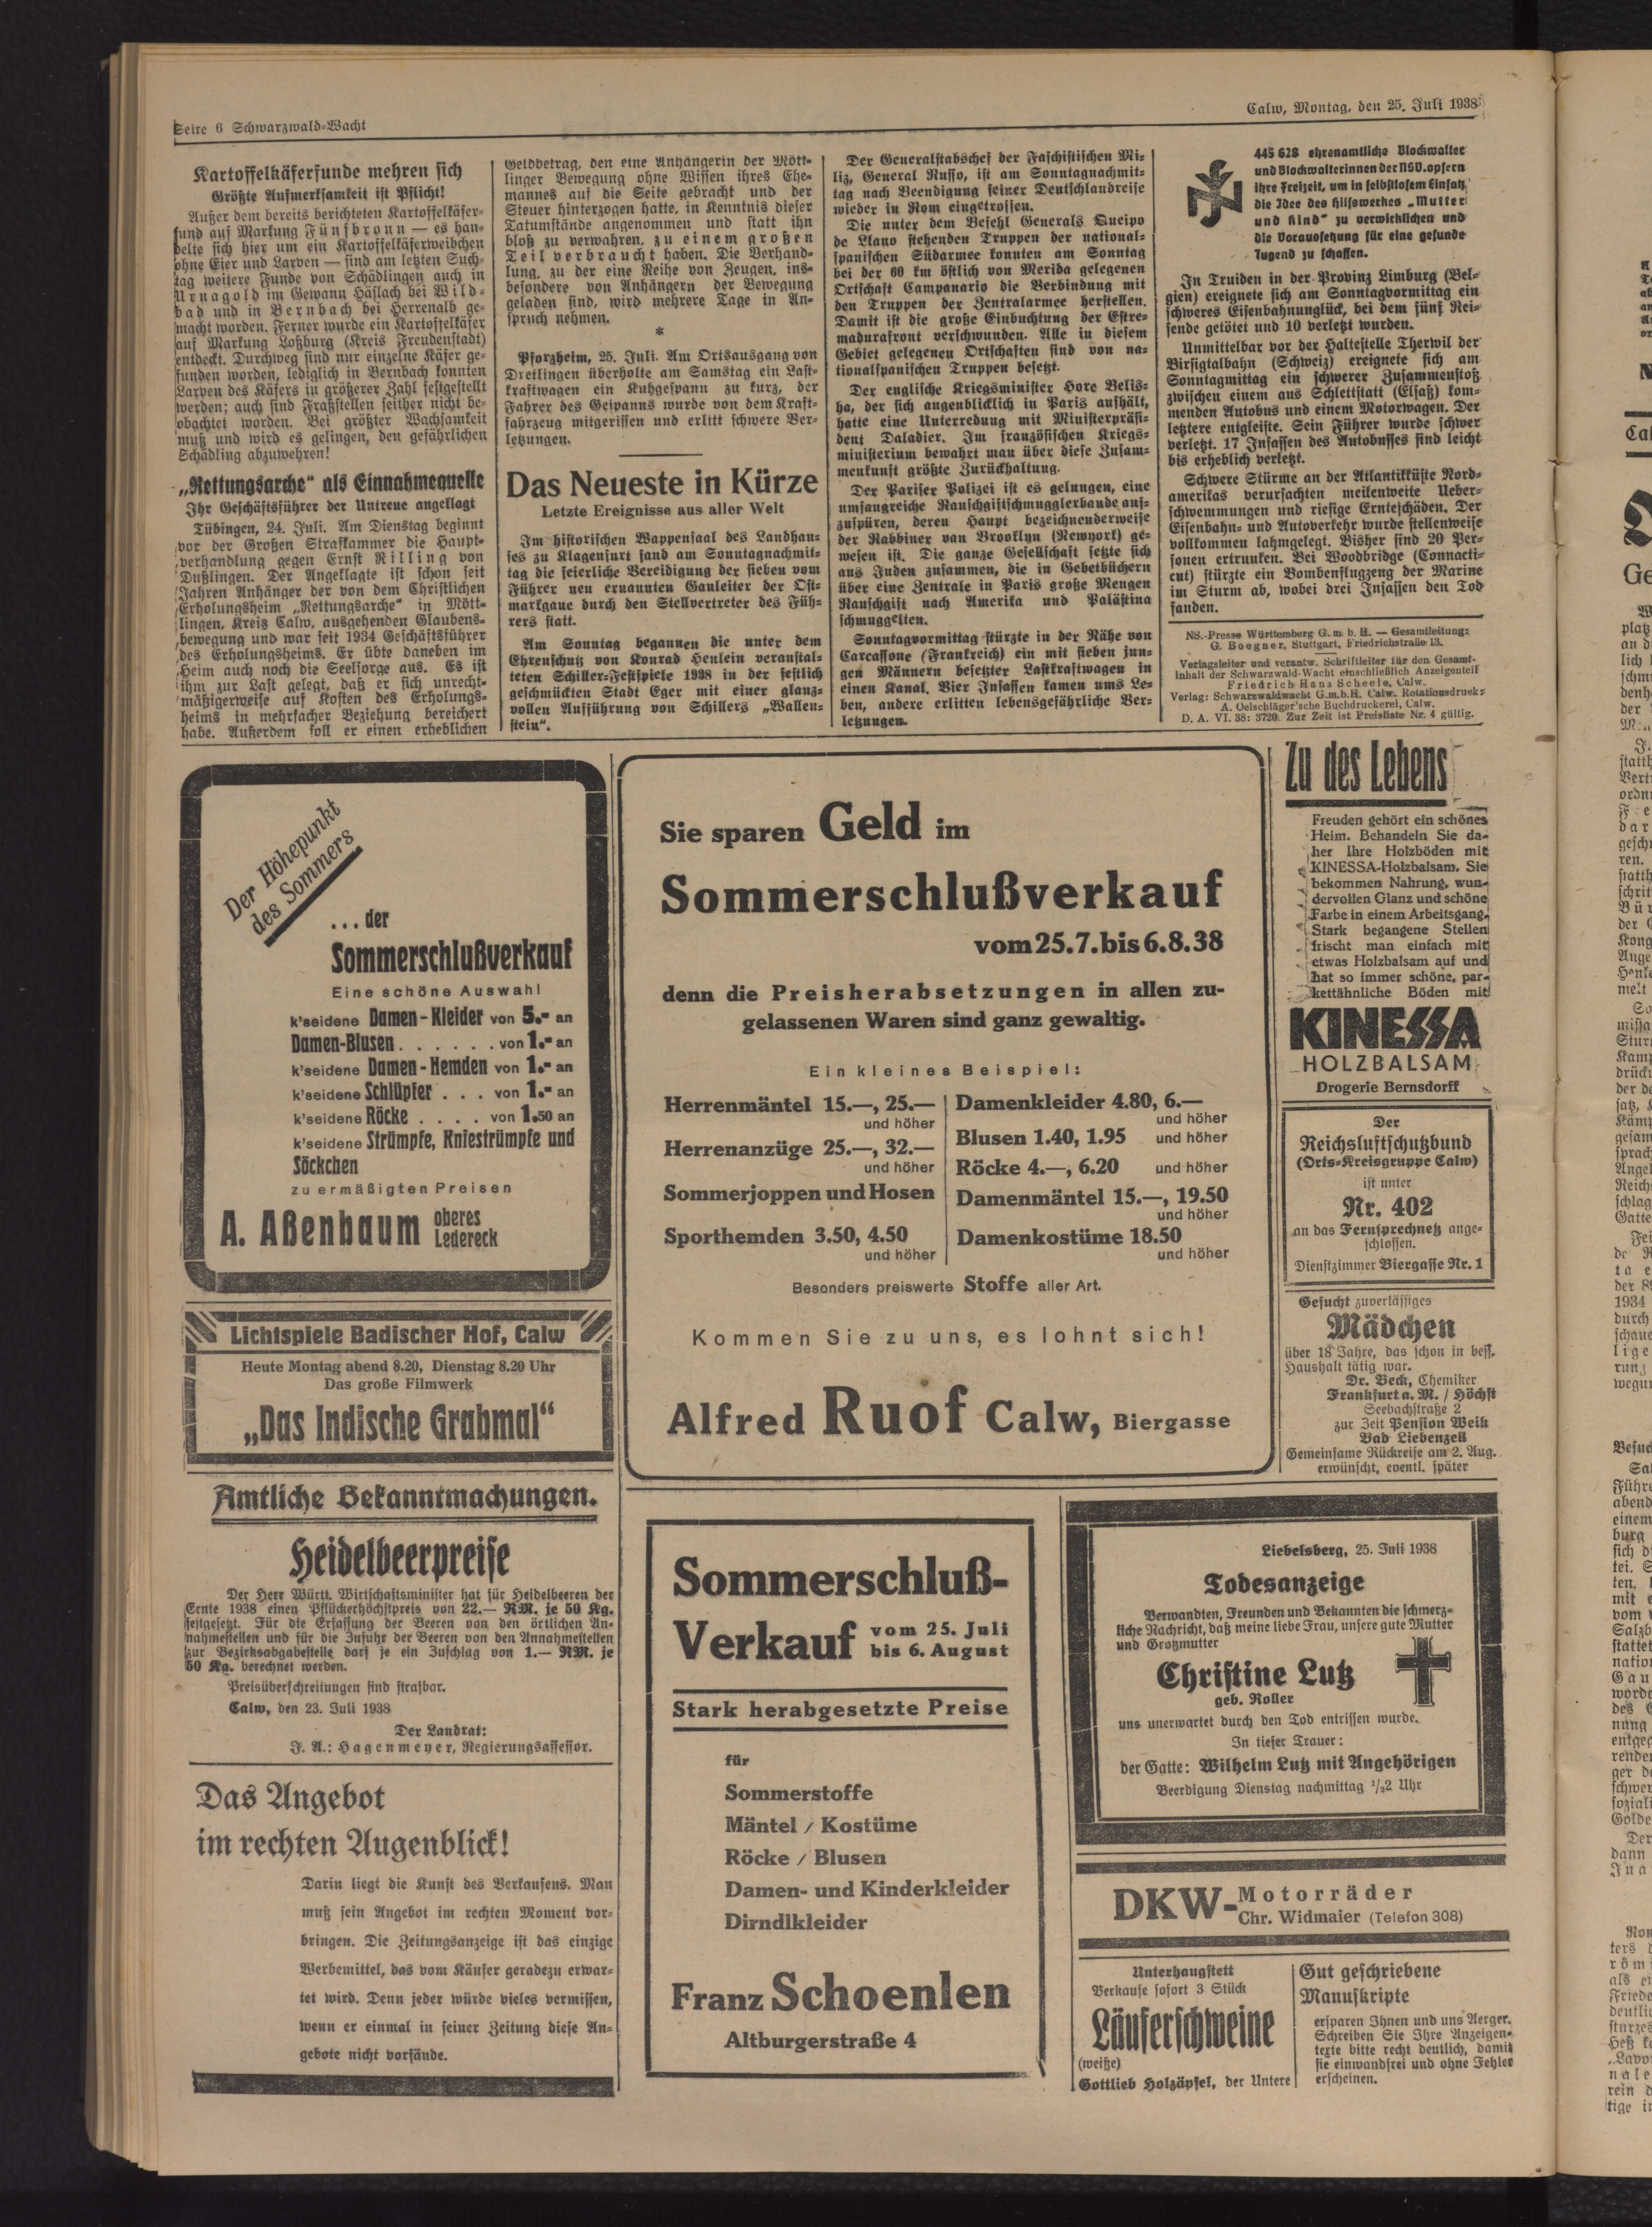 Seite 6 Schwarzwald-Wacht
Calw, Montag, den 25. Juli 1938
Kartoffelkäferfunde mehren sich
Größte Aufmerksamkeit ist Pflicht!
Außer dem bereits berichteten Kartoffelkäfer-
fund auf Markung Fünfbronn — es han-
delte sich hier um ein Kartoffelkäferweibchen
ohne Eier und Larven — sind am letzten Such-
tag weitere Funde von Schädlingen auch in
Urnagold im Gewann Häslach bei Wild-
bad und in Bernbach bei Herrenalb ge-
macht worden. Ferner wurde ein Kartoffelkäfer
auf Markung Loßburg (Kreis Freudenstadt)
entdeckt. Durchweg sind nur einzelne Käfer ge-
funden worden, lediglich in Bernbach konnten
Larven des Käfers in größerer Zahl festgestellt
werden; auch sind Fraßstellen seither nicht be-
obachtet worden. Bei größter Wachsamkeit
muß und wird es gelingen, den gefährlichen
Schädling abzuwehren!
„Rettungsarche“ als Einnahmequelle
Ihr Geschäftsführer der Untreue angeklagt
Tübingen, 24. Juli. Am Dienstag beginnt
vor der Großen Strafkammer die Haupt-
verhandlung gegen Ernst Rilling von
Dußlingen. Der Angeklagte ist schon seit
Jahren Anhänger der von dem Christlichen
Erholungsheim „Rettungsarche“ in Mött-
lingen, Kreis Calw, ausgehenden Glaubens-
bewegung und war seit 1934 Geschäftsführer
des Erholungsheims. Er übte daneben im
Heim auch noch die Seelsorge aus. Es ist
ihm zur Last gelegt, daß er sich unrecht-
mäßigerweise auf Kosten des Erholungs-
heims in mehrfacher Beziehung bereichert
habe. Außerdem soll er einen erheblichen
Geldbetrag, den eine Anhängerin der Mött-
linger Bewegung ohne Wissen ihres Ehe-
mannes auf die Seite gebracht und der
Steuer hinterzogen hatte, in Kenntnis dieser
Tatumstände angenommen und statt ihn
bloß zu verwahren, zu einem großen
Teil verbraucht haben. Die Verhand-
lung, zu der eine Reihe von Zeugen, ins-
besondere von Anhängern der Bewegung
geladen sind, wird mehrere Tage in An-
spruch nehmen.
*
Pforzheim, 25. Juli. Am Ortsausgang von
Dretlingen überholte am Samstag ein Last-
kraftwagen ein Kuhgespann zu kurz, der
Fahrer des Gespanns wurde von dem Kraft-
fahrzeug mitgerissen und erlitt schwere Ver-
letzungen.
Das Neueste in Kürze
Letzte Ereignisse aus aller Welt
Im historischen Wappensaal des Landhau-
ses zu Klagenfurt fand am Sonntagnachmit-
tag die feierliche Vereidigung der sieben vom
Führer neu ernannten Gauleiter der Ost-
markgaue durch den Stellvertreter des Füh-
rers statt.
Am Sonntag begannen die unter dem
Ehrenschutz von Konrad Henlein veranstal-
teten Schiller-Festspiele 1938 in der festlich
geschmückten Stadt Eger mit einer glanz-
vollen Aufführung von Schillers „Wallen-
stein“.
Der Generalstabschef der Faschistischen Mi-
liz, General Russo, ist am Sonntagnachmit-
tag nach Beendigung seiner Deutschlandreise
wieder in Rom eingetroffen.
Die unter dem Befehl Generals Queipo
de Llano stehenden Truppen der national-
spanischen Südarmee konnten am Sonntag
bei der 60 km östlich von Merida gelegenen
Ortschaft Campanario die Verbindung mit
den Truppen der Zentralarmee herstellen.
Damit ist die große Einbuchtung der Estre-
madurafront verschwunden. Alle in diesem
Gebiet gelegenen Ortschaften sind von na-
tionalspanischen Truppen besetzt.
Der englische Kriegsminister Hore Belis-
ha, der sich augenblicklich in Paris aufhält,
hatte eine Unterredung mit Ministerpräsi-
dent Daladier. Im französischen Kriegs-
ministerium bewahrt man über diese Zusam-
menkunft größte Zurückhaltung.
Der Pariser Polizei ist es gelungen, eine
umfangreiche Rauschgiftschmugglerbande auf-
zuspüren, deren Haupt bezeichnenderweise
der Rabbiner van Brooklyn (Newyork) ge-
wesen ist. Die ganze Gesellschaft setzte sich
aus Juden zusammen, die in Gebetbüchern
über eine Zentrale in Paris große Mengen
Rauschgift nach Amerika und Palästina
schmuggelten.
Sonntagvormittag stürzte in der Nähe von
Carcassone (Frankreich) ein mit sieben jun-
gen Männern besetzter Lastkraftwagen in
einen Kanal. Vier Insassen kamen ums Le-
ben, andere erlitten lebensgefährliche Ver-
letzungen.
445 628 ehrenamtliche Blockwalter
und Blockwalterinnen der NSV. opfern
ihre Freizeit, um in selbstlosem Einsatz
die Idee des Hilfswerkes „Mutter
und Kind“ zu verwirklichen und
die Voraussetzung für eine gesunde
Jugend zu schaffen.
In Truiden in der Provinz Limburg (Bel-
gien) ereignete sich am Sonntagvormittag ein
schweres Eisenbahnunglück, bei dem fünf Rei-
sende getötet und 10 verletzt wurden.
Unmittelbar vor der Haltestelle Therwil der
Birsigtalbahn (Schweiz) ereignete sich am
Sonntagmittag ein schwerer Zusammenstoß
zwischen einem aus Schlettstatt (Elsaß) kom-
menden Autobus und einem Motorwagen. Der
letztere entgleiste. Sein Führer wurde schwer
verletzt. 17 Insassen des Autobusses sind leicht
bis erheblich verletzt.
Schwere Stürme an der Atlantikküste Nord-
amerikas verursachten meilenweite Ueber-
schwemmungen und riesige Ernteschäden. Der
Eisenbahn- und Autoverkehr wurde stellenweise
vollkommen lahmgelegt. Bisher sind 20 Per-
sonen ertrunken. Bei Woodbridge (Connacti-
cut) stürzte ein Bombenflugzeug der Marine
im Sturm ab, wobei drei Insassen den Tod
fanden.
NS.-Presse Württemberg G. m. b. H. — Gesamtleitung:
G. Boegner, Stuttgart, Friedrichstraße 13.
Verlagsleiter und verantw. Schriftleiter für den Gesamt-
inhalt der Schwarzwald-Wacht einschließlich Anzeigenteil
Friedrich Hans Scheele, Calw.
Verlag: Schwarzwaldwacht G.m.b.H. Calw. Rotationsdruck:
A. Oelschläger'sche Buchdruckerei, Calw.
D. A. VI. 38: 3720. Zur Zeit ist Preisliste Nr. 4 gültig.
Der Höhepunkt
des Sommers
... der
Sommerschlußverkauf
Eine schöne Auswahl
k'seidene Damen-Kleider von 5.- an
Damen-Blusen . . . . . . von 1.- an
k'seidene Damen-Hemden von 1.- an
k'seidene Schlüpfer . . . von 1.- an
k'seidene Röcke . . . . von 1.50 an
k'seidene Strümpfe, Kniestrümpfe und
Söckchen
zu ermäßigten Preisen
A. Aßenbaum oberes
Ledereck
Lichtspiele Badischer Hof, Calw
Heute Montag abend 8.20, Dienstag 8.20 Uhr
Das große Filmwerk
„Das Indische Grabmal“
Amtliche Bekanntmachungen.
Heidelbeerpreise
Der Herr Württ. Wirtschaftsminister hat für Heidelbeeren der
Ernte 1938 einen Pflückerhöchstpreis von 22.— RM. je 50 Kg.
festgesetzt. Für die Erfassung der Beeren von den örtlichen An-
nahmestellen und für die Zufuhr der Beeren von den Annahmestellen
zur Bezirksabgabestelle darf je ein Zuschlag von 1.— RM. je
50 Kg. berechnet werden.
Preisüberschreitungen sind strafbar.
Calw, den 23. Juli 1938
Der Landrat:
J. A.: Hagenmeyer, Regierungsassessor.
Das Angebot
im rechten Augenblick!
Darin liegt die Kunst des Verkaufens. Man
muß sein Angebot im rechten Moment vor-
bringen. Die Zeitungsanzeige ist das einzige
Werbemittel, das vom Käufer geradezu erwar-
tet wird. Denn jeder würde vieles vermissen,
wenn er einmal in seiner Zeitung diese An-
gebote nicht vorfände.
Sie sparen Geld im
Sommerschlußverkauf
vom 25.7. bis 6.8.38
denn die Preisherabsetzungen in allen zu-
gelassenen Waren sind ganz gewaltig.
Ein kleines Beispiel:
Herrenmäntel 15.—, 25.—
und höher
Herrenanzüge 25.—, 32.—
und höher
Sommerjoppen und Hosen
Sporthemden 3.50, 4.50
und höher
Damenkleider 4.80, 6.—
und höher
Blusen 1.40, 1.95 und höher
Röcke 4.—, 6.20 und höher
Damenmäntel 15.—, 19.50
und höher
Damenkostüme 18.50
und höher
Besonders preiswerte Stoffe aller Art.
Kommen Sie zu uns, es lohnt sich!
Alfred Ruof Calw, Biergasse
Zu des Lebens
Freuden gehört ein schönes
Heim. Behandeln Sie da-
her Ihre Holzböden mit
KINESSA-Holzbalsam. Sie
bekommen Nahrung, wun-
dervollen Glanz und schöne
Farbe in einem Arbeitsgang.
Stark begangene Stellen
frischt man einfach mit
etwas Holzbalsam auf und
hat so immer schöne, par-
kettähnliche Böden mit
KINESSA
HOLZBALSAM
Drogerie Bernsdorff
Der
Reichsluftschutzbund
(Orts-Kreisgruppe Calw)
ist unter
Nr. 402
an das Fernsprechnetz ange-
schlossen.
Dienstzimmer Biergasse Nr. 1
Gesucht zuverlässiges
Mädchen
über 18 Jahre, das schon in bess.
Haushalt tätig war.
Dr. Beck, Chemiker
Frankfurt a. M. / Höchst
Seebachstraße 2
zur Zeit Pension Weik
Bad Liebenzell
Gemeinsame Rückreise am 2. Aug.
erwünscht, eventl. später
Sommerschluß-
Verkauf vom 25. Juli
bis 6. August
Stark herabgesetzte Preise
für
Sommerstoffe
Mäntel / Kostüme
Röcke / Blusen
Damen- und Kinderkleider
Dirndlkleider
Franz Schoenlen
Altburgerstraße 4
Liebelsberg, 25. Juli 1938
Todesanzeige
Verwandten, Freunden und Bekannten die schmerz-
liche Nachricht, daß meine liebe Frau, unsere gute Mutter
und Großmutter
Christine Lutz
geb. Roller
uns unerwartet durch den Tod entrissen wurde.
In tiefer Trauer:
der Gatte: Wilhelm Lutz mit Angehörigen
Beerdigung Dienstag nachmittag 1/22 Uhr
DKW-Motorräder
Chr. Widmaier (Telefon 308)
Unterhaugstett
Verkaufe sofort 3 Stück
Läuferschweine
(weiße)
Gottlieb Holzäpfel, der Untere
Gut geschriebene
Manuskripte
ersparen Ihnen und uns Aerger.
Schreiben Sie Ihre Anzeigen-
texte bitte recht deutlich, damit
sie einwandfrei und ohne Fehler
erscheinen.